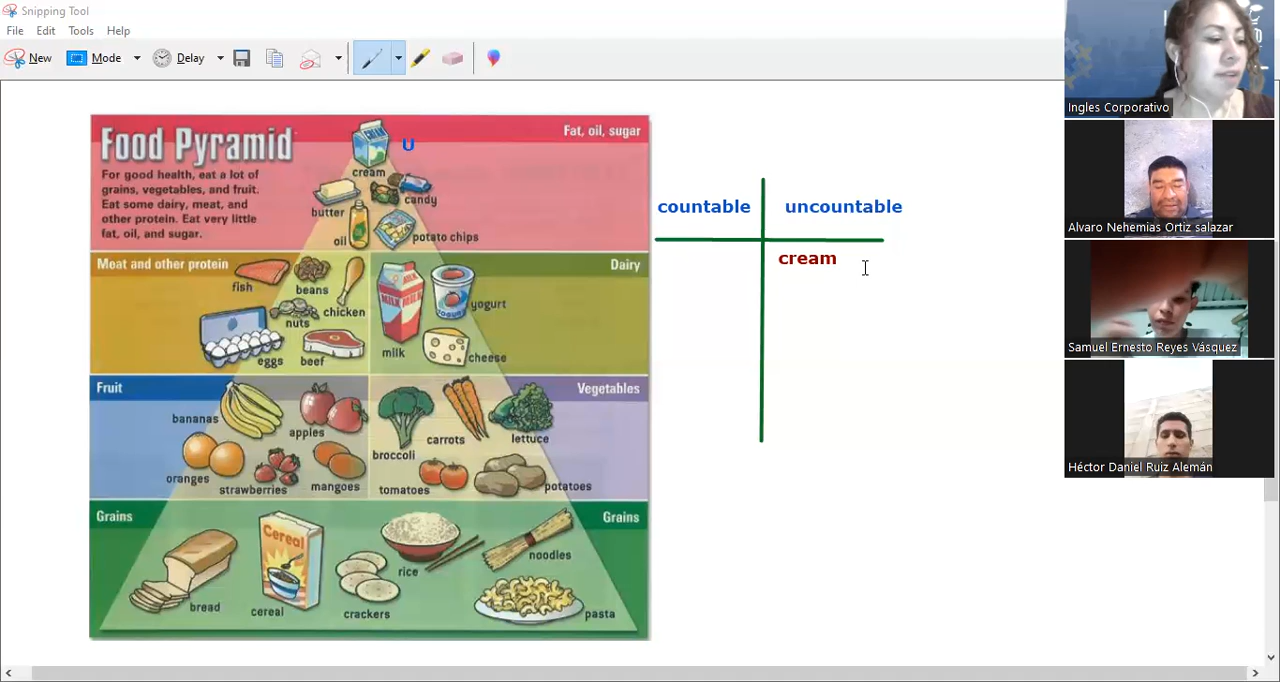 Snipping Tool
File Edit Tools Help
New Mode Delay
Food Pyramid
Fat, oil, sugar
For good health, eat a lot of
grains, vegetables, and fruit.
Eat some dairy, meat, and
other protein. Eat very little
fat, oil, and sugar.
CREAM
U
cream
candy
butter
oil
potato chips
Meat and other protein
Dairy
fish
beans
chicken
nuts
eggs
beef
MILK
YOGURT
yogurt
milk
cheese
Fruit
Vegetables
bananas
apples
oranges
strawberries
mangoes
broccoli
carrots
lettuce
tomatoes
potatoes
Grains
Grains
Cereal
bread
cereal
crackers
rice
noodles
pasta
countable uncountable
cream
Ingles Corporativo
Alvaro Nehemias Ortiz salazar
Samuel Ernesto Reyes Vásquez
Héctor Daniel Ruiz Alemán